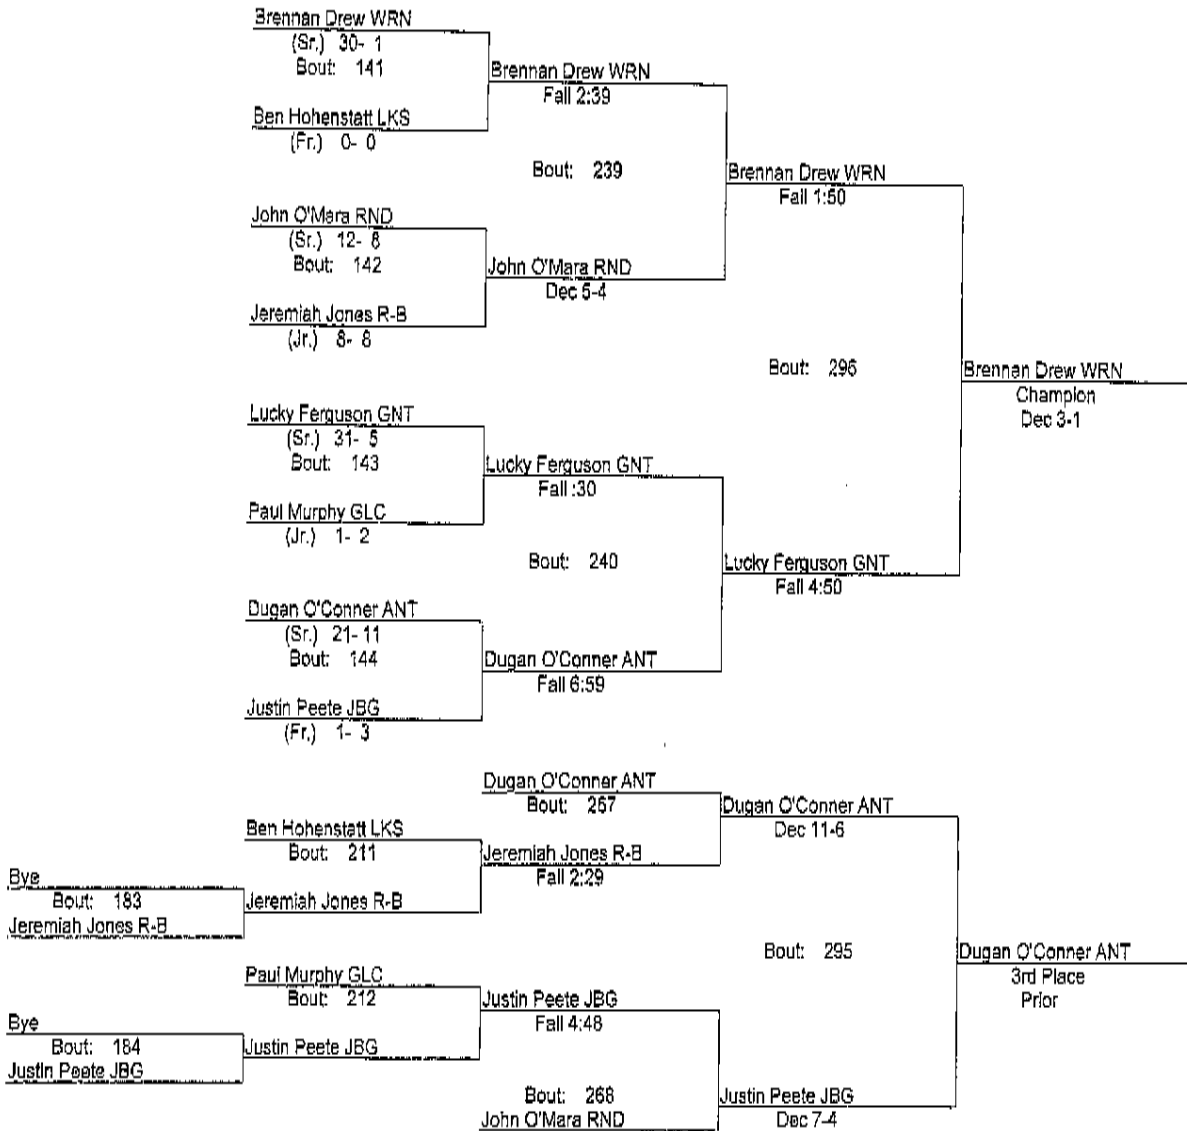 Brennan Drew WRN
(Sr.) 30- 1
Bout: 141
Brennan Drew WRN
Fall 2:39
Ben Hohenstatt LKS
(Fr.) 0- 0
Bout: 239
Brennan Drew WRN
Fall 1:50
John O'Mara RND
(Sr.) 12- 8
Bout: 142
John O'Mara RND
Dec 5-4
Jeremiah Jones R-B
(Jr.) 8- 8
Bout: 296
Brennan Drew WRN
Champion
Dec 3-1
Lucky Ferguson GNT
(Sr.) 31- 5
Bout: 143
Lucky Ferguson GNT
Fall :30
Paul Murphy GLC
(Jr.) 1- 2
Bout: 240
Lucky Ferguson GNT
Fall 4:50
Dugan O'Conner ANT
(Sr.) 21- 11
Bout: 144
Dugan O'Conner ANT
Fall 6:59
Justin Peete JBG
(Fr.) 1- 3
Dugan O'Conner ANT
Bout: 267
Dugan O'Conner ANT
Dec 11-6
Ben Hohenstatt LKS
Bout: 211
Jeremiah Jones R-B
Fall 2:29
Bye
Bout: 183
Jeremiah Jones R-B
Jeremiah Jones R-B
Bout: 295
Dugan O'Conner ANT
3rd Place
Prior
Paul Murphy GLC
Bout: 212
Justin Peete JBG
Fall 4:48
Bye
Bout: 184
Justin Peete JBG
Justin Peete JBG
Bout: 268
John O'Mara RND
Justin Peete JBG
Dec 7-4